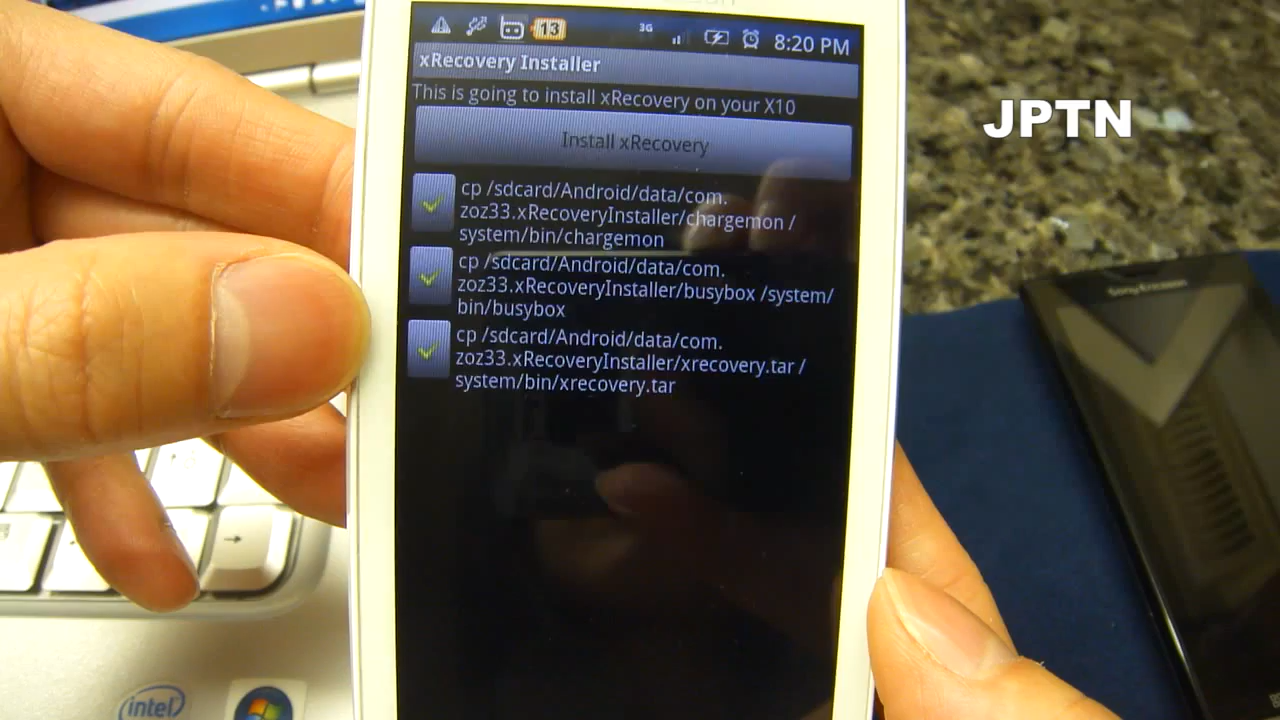 13 3G 8:20 PM
xRecovery Installer
This is going to install xRecovery on your X10
JPTN
Install xRecovery
cp /sdcard/Android/data/com.
zoz33.xRecoveryInstaller/chargemon /
system/bin/chargemon
cp /sdcard/Android/data/com.
zoz33.xRecoveryInstaller/busybox /system/
bin/busybox
cp /sdcard/Android/data/com.
zoz33.xRecoveryInstaller/xrecovery.tar /
system/bin/xrecovery.tar
Sony Ericsson
intel